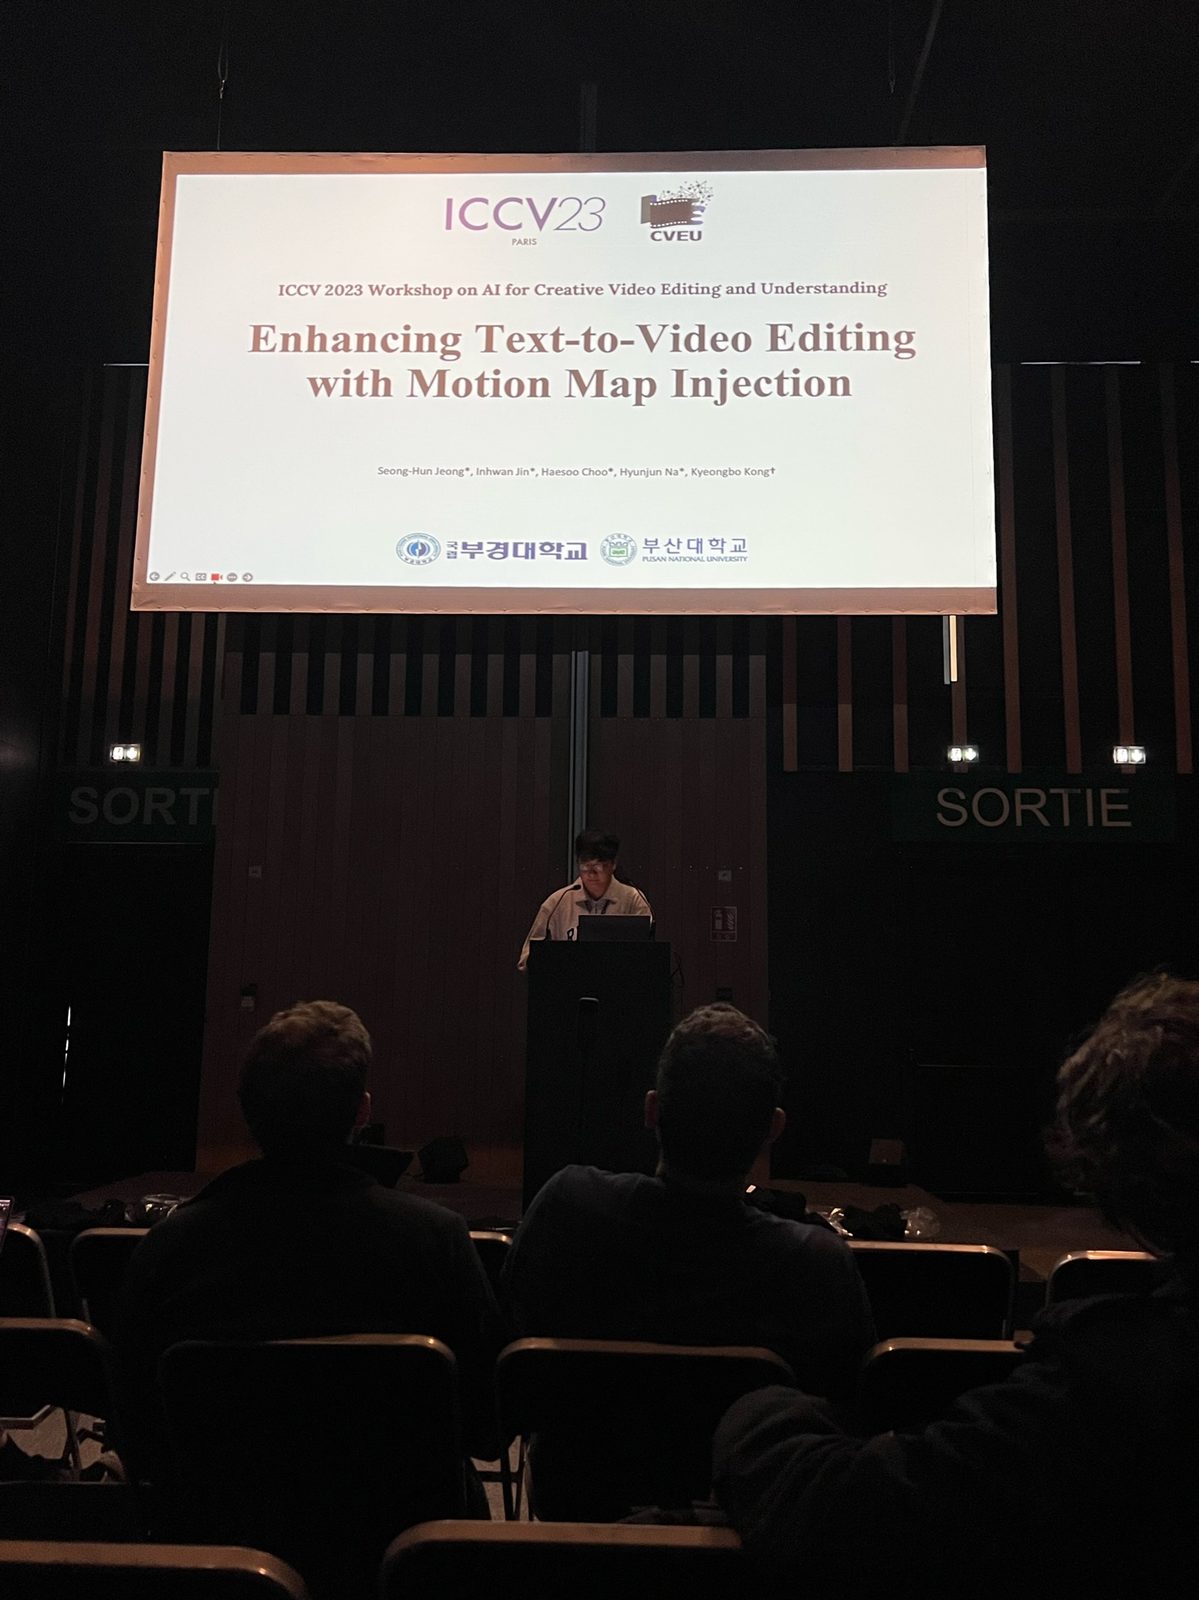 ICCV23
PARIS
CVEU
ICCV 2023 Workshop on AI for Creative Video Editing and Understanding
Enhancing Text-to-Video Editing
with Motion Map Injection
Seong-Hun Jeong*, Inhwan Jin*, Haesoo Choo*, Hyunjun Na*, Kyeongbo Kong†
국립부경대학교
부산대학교
PUSAN NATIONAL UNIVERSITY
SORTI
SORTIE